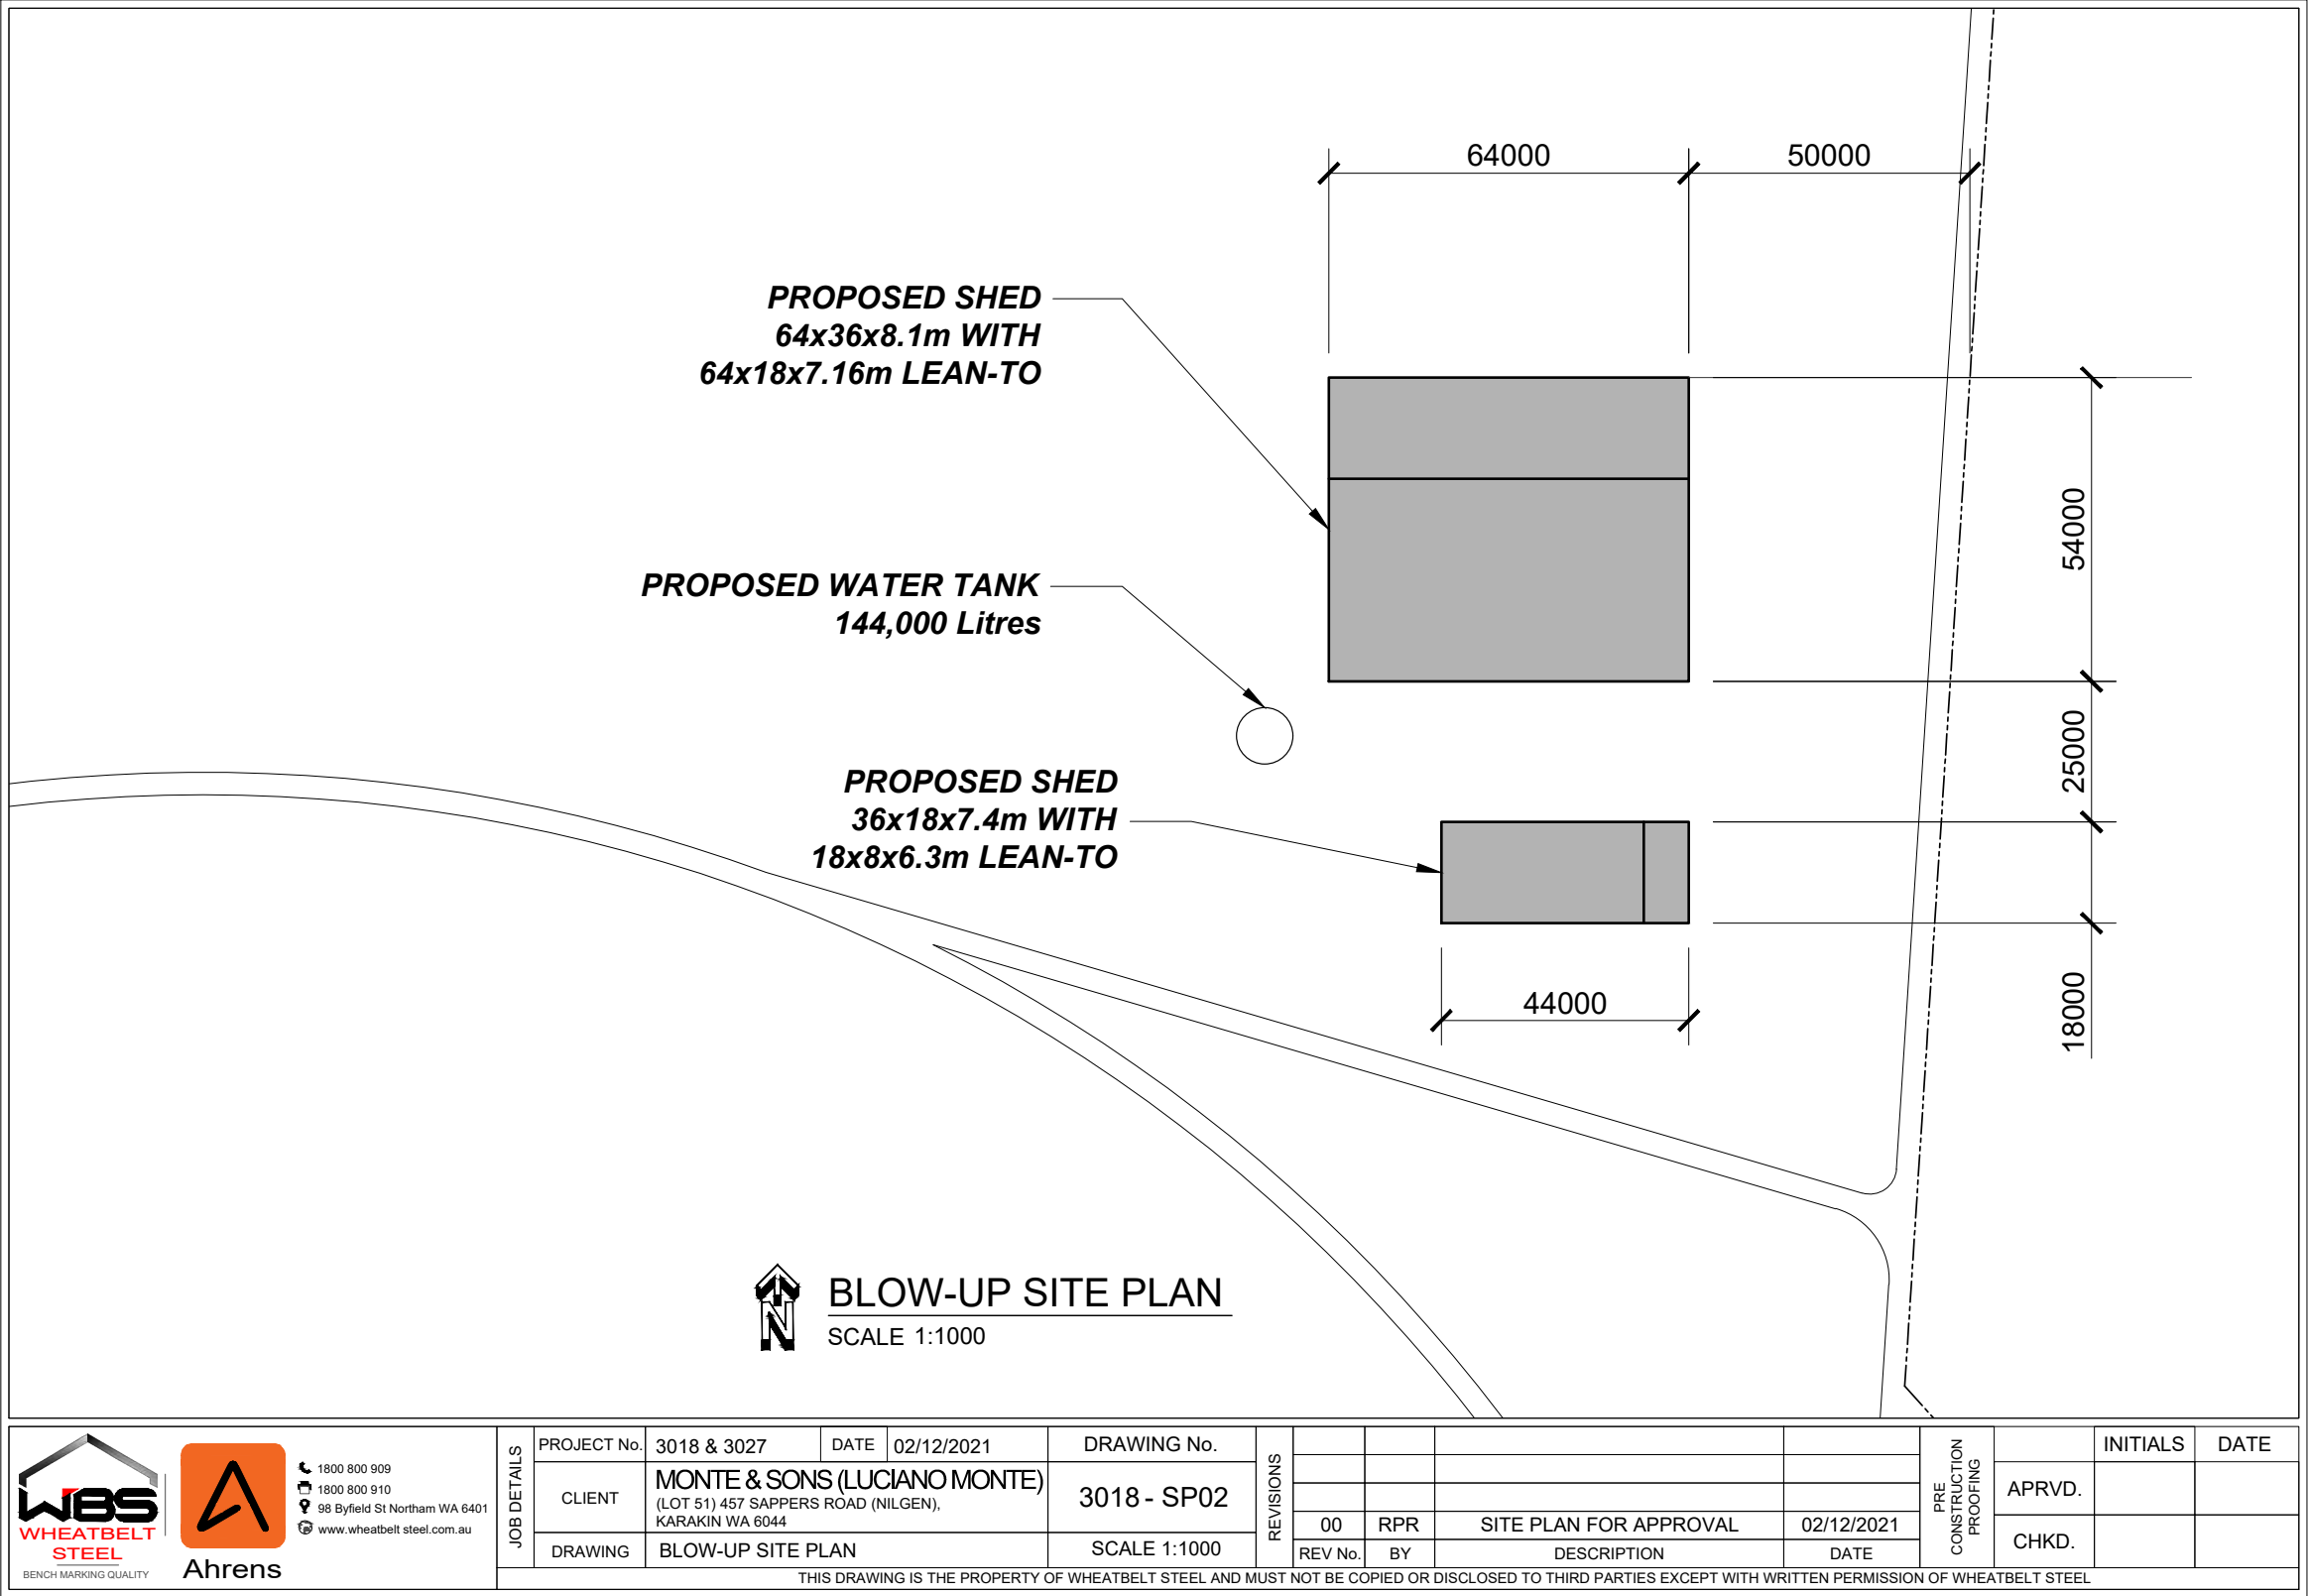 64000
50000
PROPOSED SHED
64x36x8.1m WITH
64x18x7.16m LEAN-TO
54000
PROPOSED WATER TANK
144,000 Litres
25000
PROPOSED SHED
36x18x7.4m WITH
18x8x6.3m LEAN-TO
44000
18000
N
BLOW-UP SITE PLAN
SCALE 1:1000
WBS
WHEATBELT
STEEL
BENCH MARKING QUALITY
Ahrens
1800 800 909
1800 800 910
98 Byfield St Northam WA 6401
www.wheatbelt steel.com.au
JOB DETAILS
PROJECT No.
3018 & 3027
DATE
02/12/2021
CLIENT
MONTE & SONS (LUCIANO MONTE)
(LOT 51) 457 SAPPERS ROAD (NILGEN),
KARAKIN WA 6044
DRAWING
BLOW-UP SITE PLAN
DRAWING No.
3018 - SP02
SCALE 1:1000
REVISIONS
00
RPR
SITE PLAN FOR APPROVAL
02/12/2021
REV No.
BY
DESCRIPTION
DATE
PRE
CONSTRUCTION
PROOFING
INITIALS
DATE
APRVD.
CHKD.
THIS DRAWING IS THE PROPERTY OF WHEATBELT STEEL AND MUST NOT BE COPIED OR DISCLOSED TO THIRD PARTIES EXCEPT WITH WRITTEN PERMISSION OF WHEATBELT STEEL